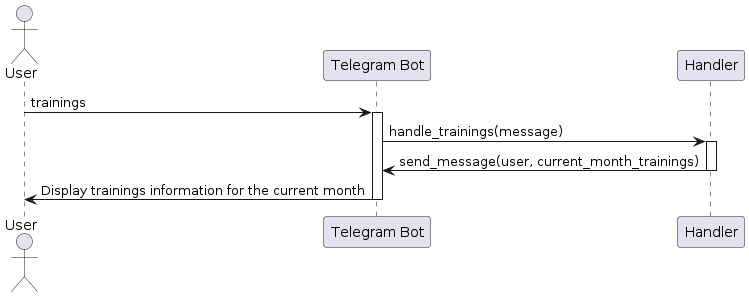 User
Telegram Bot
Handler
trainings
handle_trainings(message)
send_message(user, current_month_trainings)
Display trainings information for the current month
User
Telegram Bot
Handler